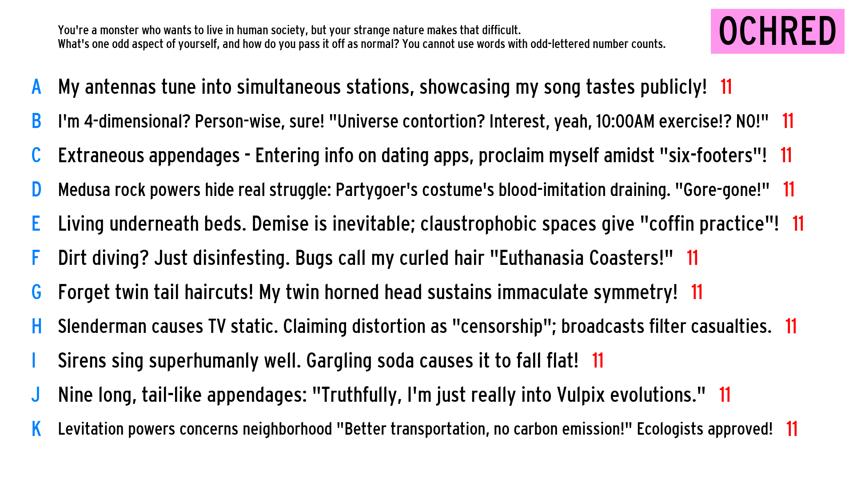 You're a monster who wants to live in human society, but your strange nature makes that difficult.
What's one odd aspect of yourself, and how do you pass it off as normal? You cannot use words with odd-lettered number counts.
OCHRED
A My antennas tune into simultaneous stations, showcasing my song tastes publicly! 11
B I'm 4-dimensional? Person-wise, sure! "Universe contortion? Interest, yeah, 10:00AM exercise!? NO!" 11
C Extraneous appendages - Entering info on dating apps, proclaim myself amidst "six-footers"! 11
D Medusa rock powers hide real struggle: Partygoer's costume's blood-imitation draining. "Gore-gone!" 11
E Living underneath beds. Demise is inevitable; claustrophobic spaces give "coffin practice"! 11
F Dirt diving? Just disinfesting. Bugs call my curled hair "Euthanasia Coasters!" 11
G Forget twin tail haircuts! My twin horned head sustains immaculate symmetry! 11
H Slenderman causes TV static. Claiming distortion as "censorship"; broadcasts filter casualties. 11
I Sirens sing superhumanly well. Gargling soda causes it to fall flat! 11
J Nine long, tail-like appendages: "Truthfully, I'm just really into Vulpix evolutions." 11
K Levitation powers concerns neighborhood "Better transportation, no carbon emission!" Ecologists approved! 11